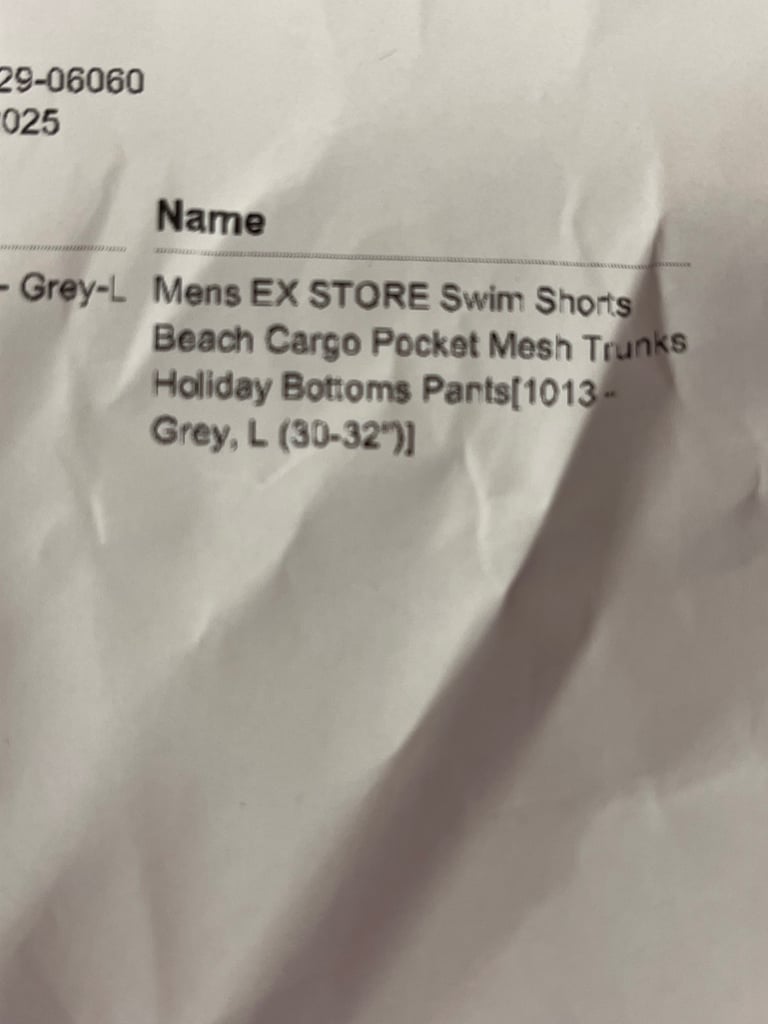 29-06060
025
Name
- Grey-L Mens EX STORE Swim Shorts
Beach Cargo Pocket Mesh Trunks
Holiday Bottoms Pants[1013 -
Grey, L (30-32")]